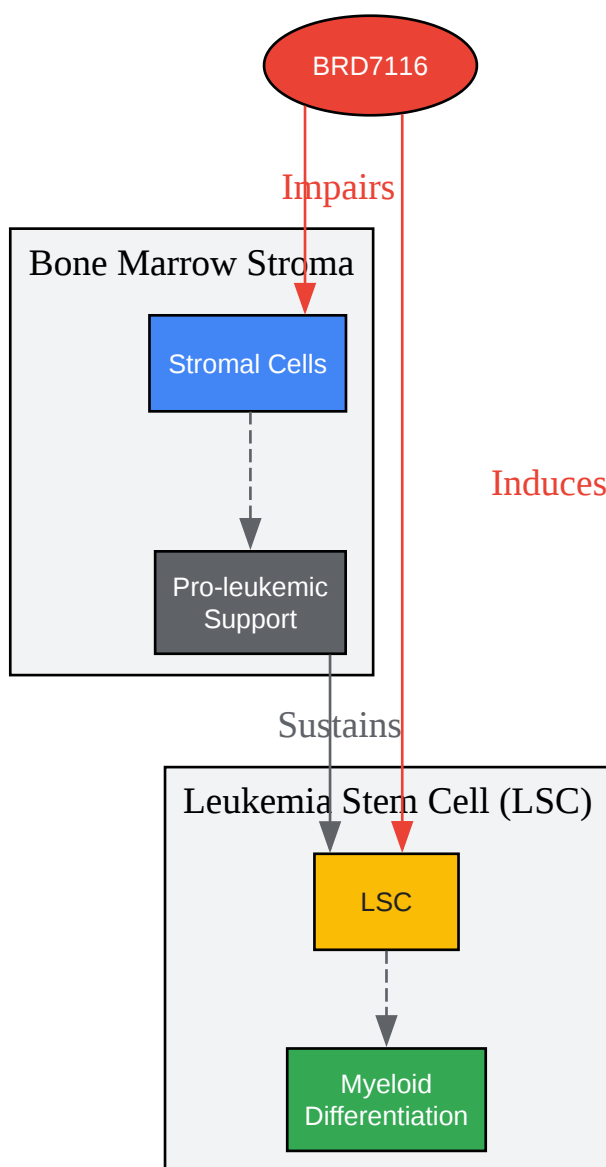 BRD7116
Impairs
Bone Marrow Stroma
Stromal Cells
Induces
Pro-leukemic
Support
Sustains
Leukemia Stem Cell (LSC)
LSC
Myeloid
Differentiation